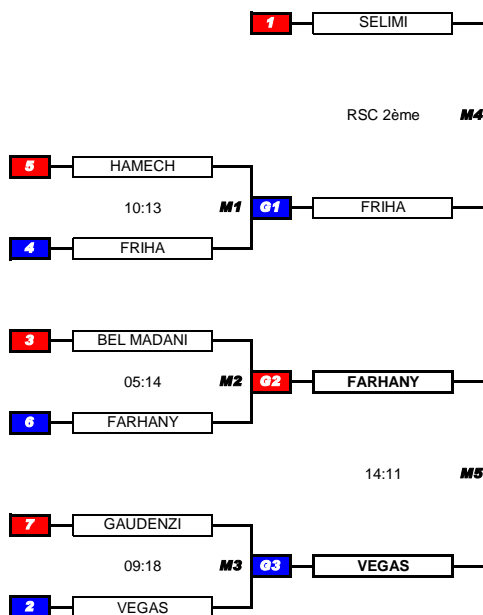 1 SELIMI
RSC 2ème M4
5 HAMECH
10:13 M1 G1 FRIHA
4 FRIHA
3 BEL MADANI
05:14 M2 G2 FARHANY
6 FARHANY
14:11 M5
7 GAUDENZI
09:18 M3 G3 VEGAS
2 VEGAS